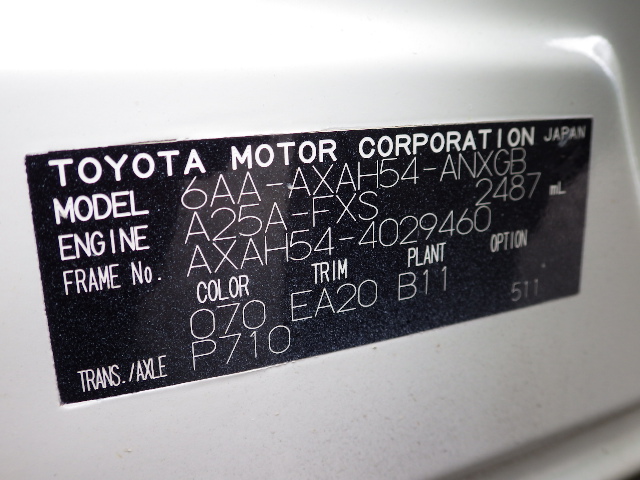 TOYOTA MOTOR CORPORATION JAPAN
MODEL 6AA-AXAH54-ANXGB
ENGINE A25A-FXS 2487 mL
FRAME No. AXAH54-4029460
COLOR TRIM PLANT OPTION
070 EA20 B11 511
TRANS./AXLE P710